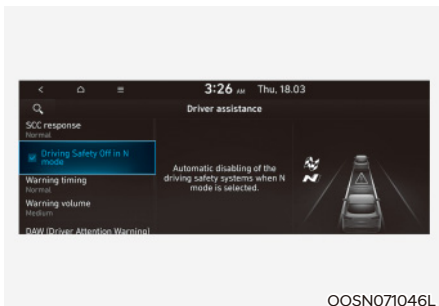 3:26 AM Thu, 18.03
Driver assistance
SCC response
Normal
Driving Safety Off in N
mode
Warning timing
Normal
Warning volume
Medium
DAW (Driver Attention Warning)
Automatic disabling of the
driving safety systems when N
mode is selected.
OOSN071046L